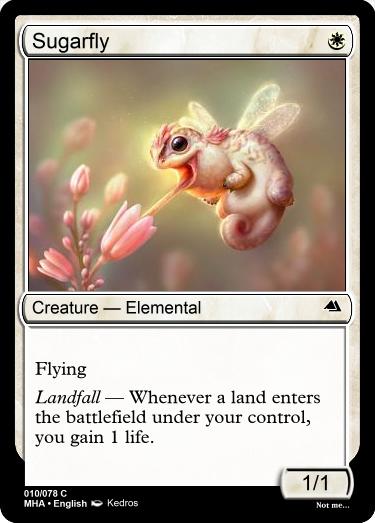 Sugarfly
Creature — Elemental
Flying
Landfall — Whenever a land enters
the battlefield under your control,
you gain 1 life.
1/1
010/078 C
MHA • English Kedros
Not me...